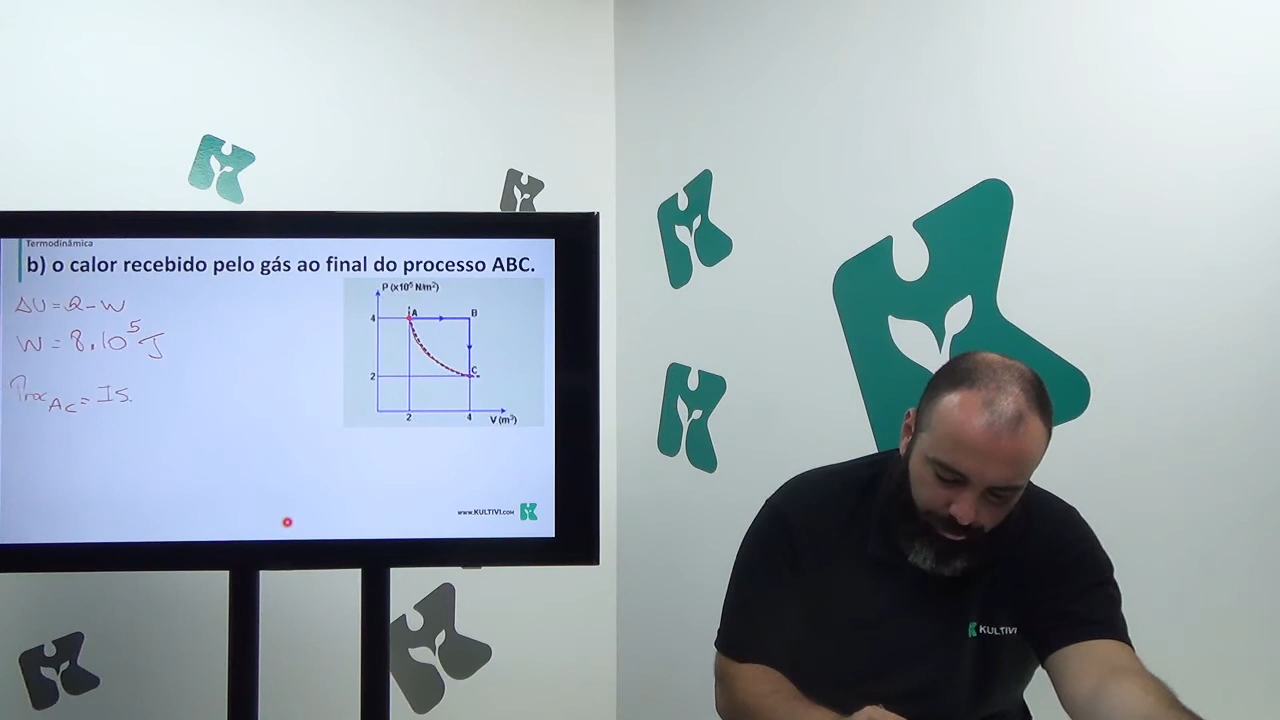 Termodinâmica
b) o calor recebido pelo gás ao final do processo ABC.
ΔU = Q - W
W = 8.10⁵ J
Proc AC = Is.
P (x10⁵ N/m²)
A
B
4
2
C
2
4
V (m³)
www.KULTIVI.COM
KULTIVI